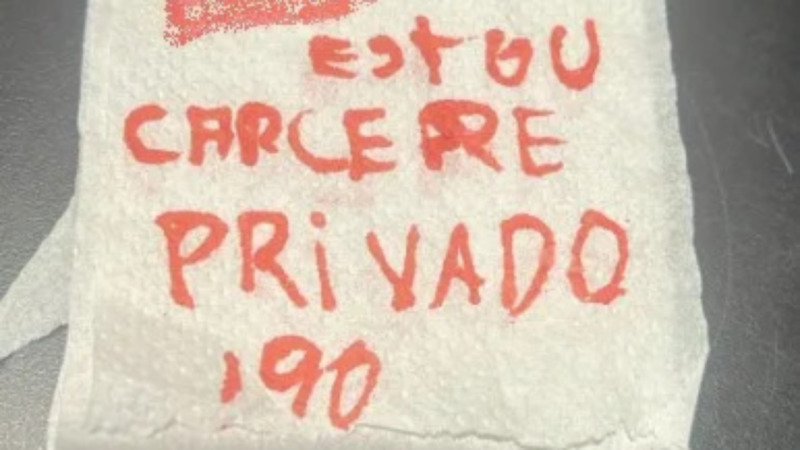 ESTOU
CARCERRE
PRiVADO
190